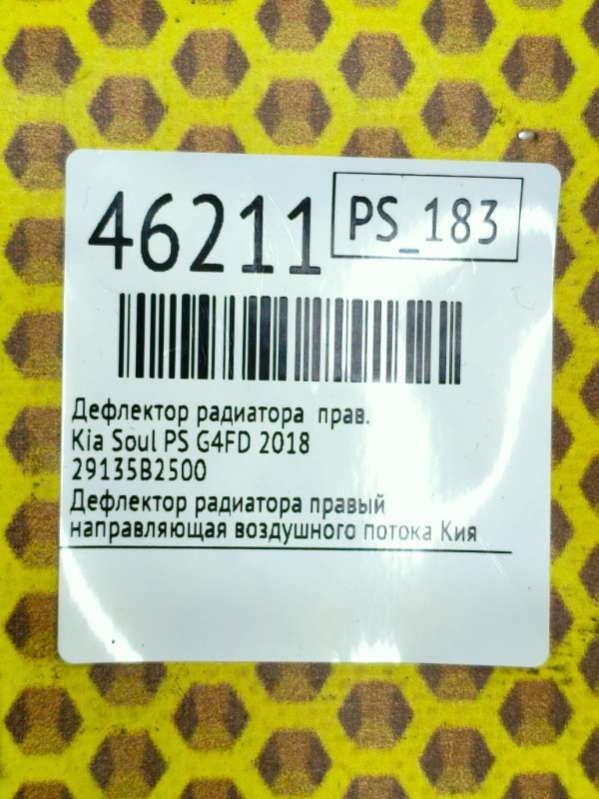 46211
PS_183
Дефлектор радиатора прав.
Kia Soul PS G4FD 2018
29135B2500
Дефлектор радиатора правый
направляющая воздушного потока Кия